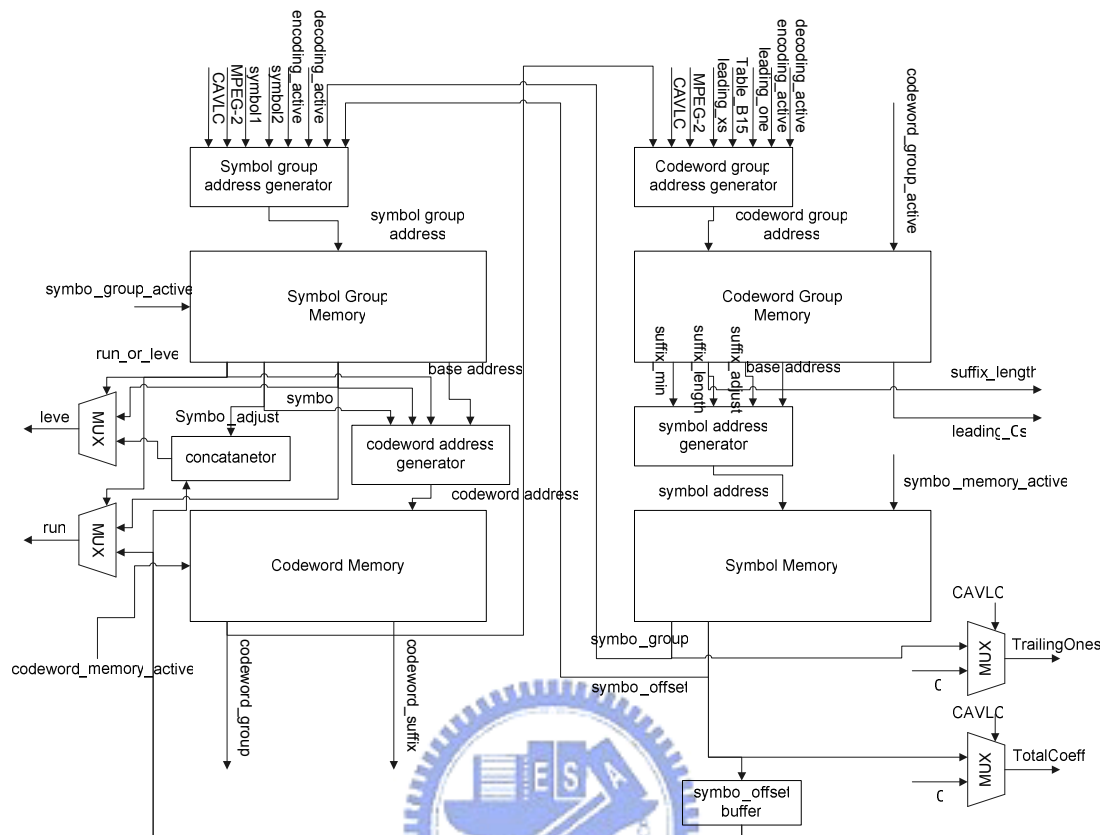 CAVLC
MPEG-2
symbol1
symbol2
encoding_active
decoding_active
CAVLC
MPEG-2
leading_xs
Table_B15
leading_one
encoding_active
decoding_active
codeword_group_active
Symbol group
address generator
Codeword group
address generator
symbol group
address
codeword group
address
symbo_group_active
Symbol Group
Memory
Codeword Group
Memory
run_or_leve
base address
suffix_min
suffix_length
suffix_adjust
base address
suffix_length
leve
MUX
symbo
Symbo_adjust
concatanetor
codeword address
generator
symbol address
generator
leading_Cs
codeword address
symbol address
symbo_memory_active
run
MUX
Codeword Memory
Symbol Memory
codeword_memory_active
codeword_group
codeword_suffix
symbo_group
symbo_offset
CAVLC
MUX
TrailingOnes
C
CAVLC
MUX
TotalCoeff
C
symbo_offset
buffer
E S A